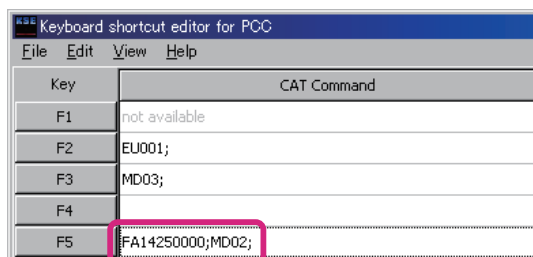 KSE Keyboard shortcut editor for PCC
File Edit View Help
Key CAT Command
F1 not available
F2 EU001;
F3 MD03;
F4
F5 FA14250000;MD02;